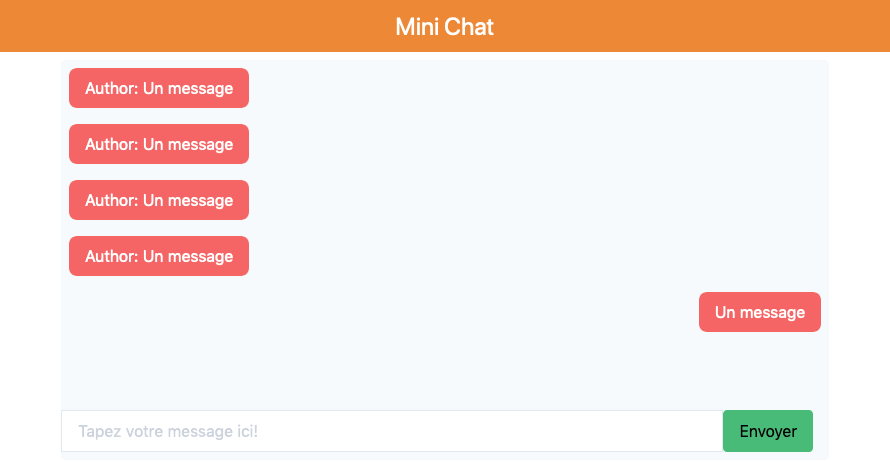 Mini Chat
Author: Un message
Author: Un message
Author: Un message
Author: Un message
Un message
Tapez votre message ici!
Envoyer